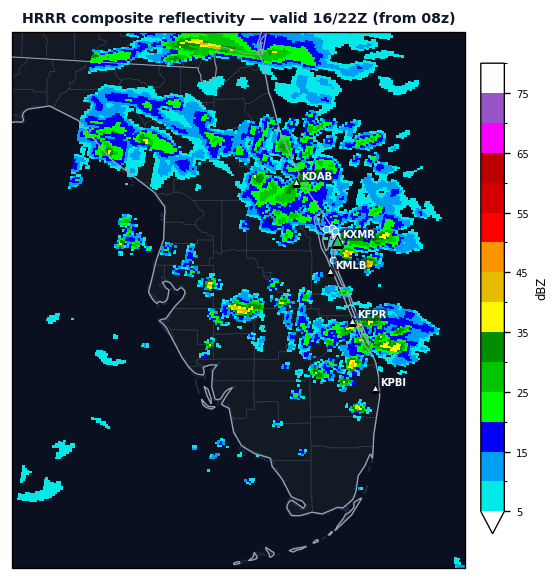 HRRR composite reflectivity — valid 16/22Z (from 08z)
75
65
55
45
35
25
15
5
dBZ
KDAB
KXMR
KMLB
KFPR
KPBI